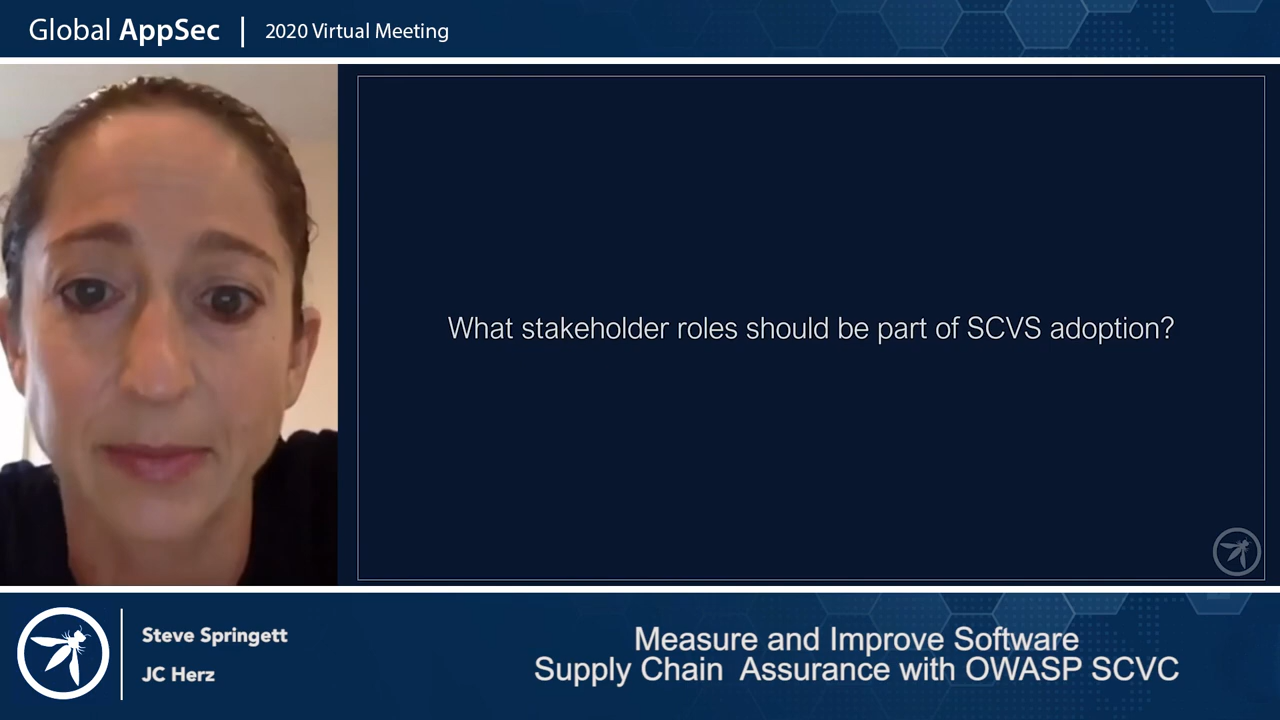 Global AppSec | 2020 Virtual Meeting
What stakeholder roles should be part of SCVS adoption?
Steve Springett
JC Herz
Measure and Improve Software
Supply Chain Assurance with OWASP SCVC